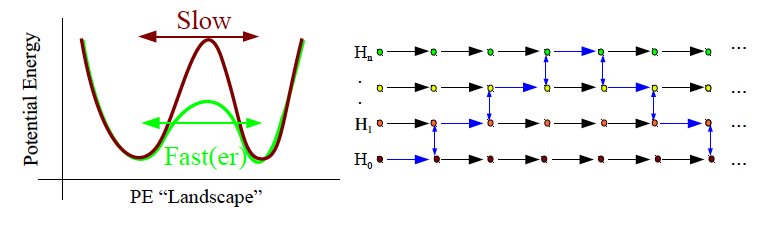 Slow
Potential Energy
Fast(er)
PE “Landscape”
Hn
...
.
.
...
H1
...
H0
...